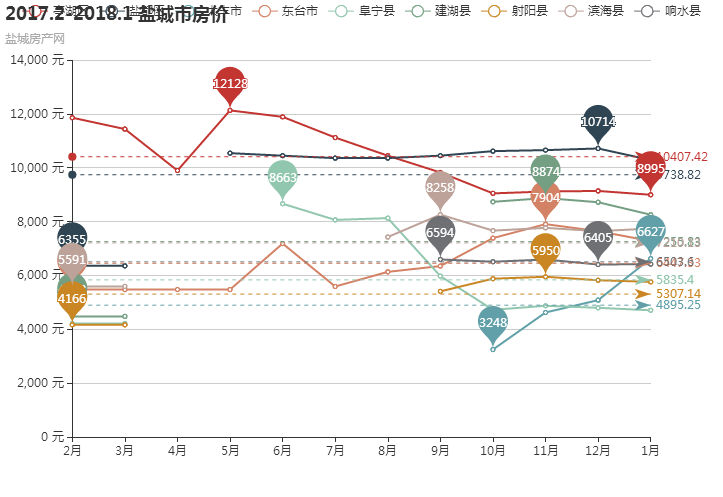 2017.2-2018.1 盐城市房价
盐城房产网
东台市
阜宁县
建湖县
射阳县
滨海县
响水县
14,000 元
12,000 元
10,000 元
8,000 元
6,000 元
4,000 元
2,000 元
0 元
12128
10714
8995
8663
8874
8258
7904
6594
6405
6627
6355
5591
5950
4166
3248
10407.42
5835.4
5307.14
4895.25
2月
3月
4月
5月
6月
7月
8月
9月
10月
11月
12月
1月